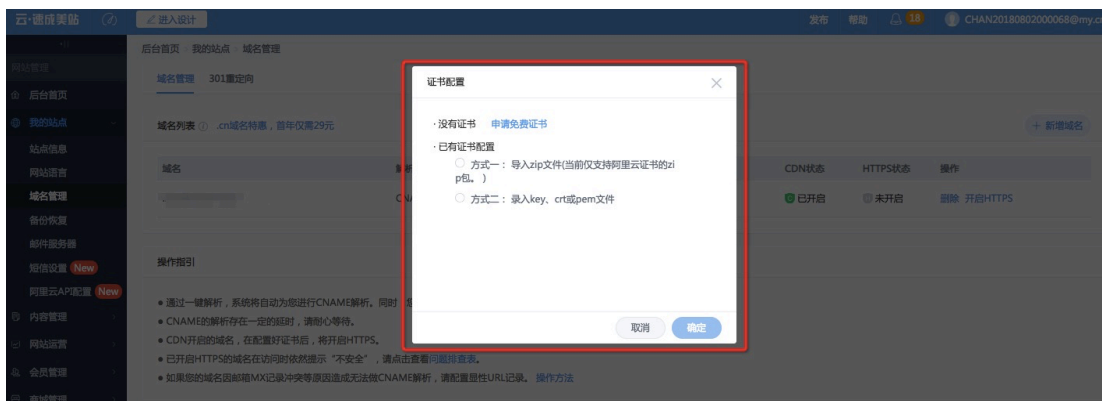 云·速成美站
进入设计
发布
帮助
18
CHAN20180802000068@my.c
网站管理
后台首页
我的站点
站点信息
网站语言
域名管理
备份恢复
邮件服务器
短信设置 New
阿里云API配置 New
内容管理
网站运营
会员管理
商城管理
后台首页 我的站点 域名管理
域名管理 301重定向
域名列表 .cn域名特惠，首年仅需29元
+ 新增域名
域名 CDN状态 HTTPS状态 操作
已开启 未开启 删除 开启HTTPS
操作指引
● 通过一键解析，系统将自动为您进行CNAME解析。同时
● CNAME的解析存在一定的延时，请耐心等待。
● CDN开启的域名，在配置好证书后，将开启HTTPS。
● 已开启HTTPS的域名在访问时依然提示“不安全”，请点击查看问题排查表。
● 如果您的域名因邮箱MX记录冲突等原因造成无法做CNAME解析，请配置显性URL记录。 操作方法
证书配置
·没有证书 申请免费证书
·已有证书配置
方式一： 导入zip文件(当前仅支持阿里云证书的zi
p包。)
方式二： 录入key、crt或pem文件
取消 确定